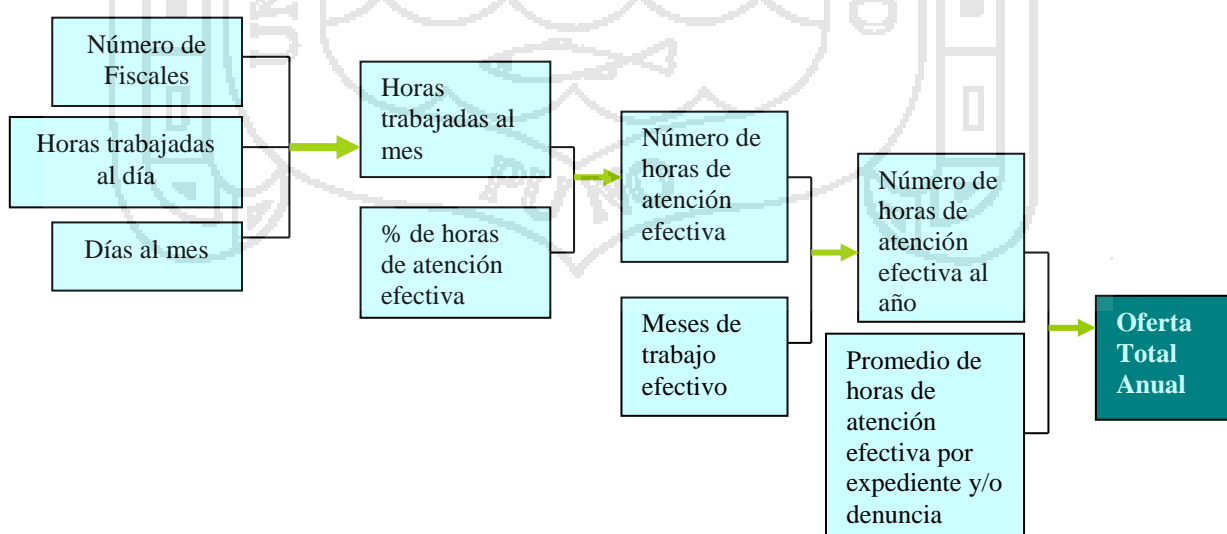 Número de
Fiscales
Horas trabajadas
al día
Días al mes
Horas
trabajadas al
mes
% de horas
de atención
efectiva
Número de
horas de
atención
efectiva
Meses de
trabajo
efectivo
Número de
horas de
atención
efectiva al
año
Promedio de
horas de
atención
efectiva por
expediente y/o
denuncia
Oferta
Total
Anual
PUNO